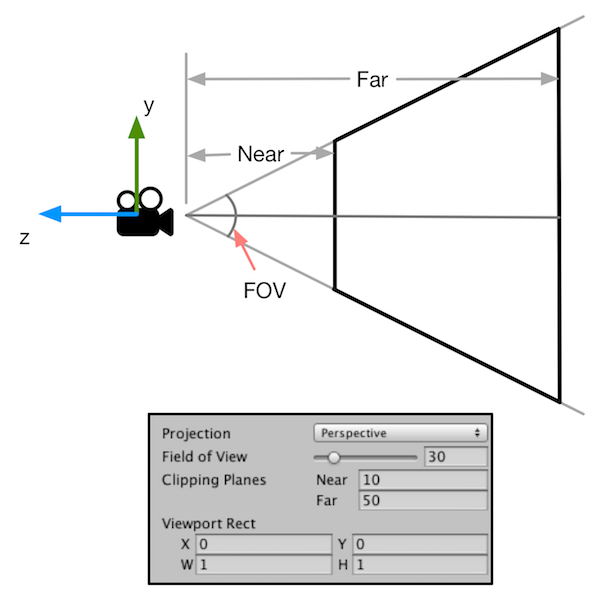 y
Far
Near
z
FOV
Projection Perspective
Field of View 30
Clipping Planes Near 10
Far 50
Viewport Rect
X 0 Y 0
W 1 H 1